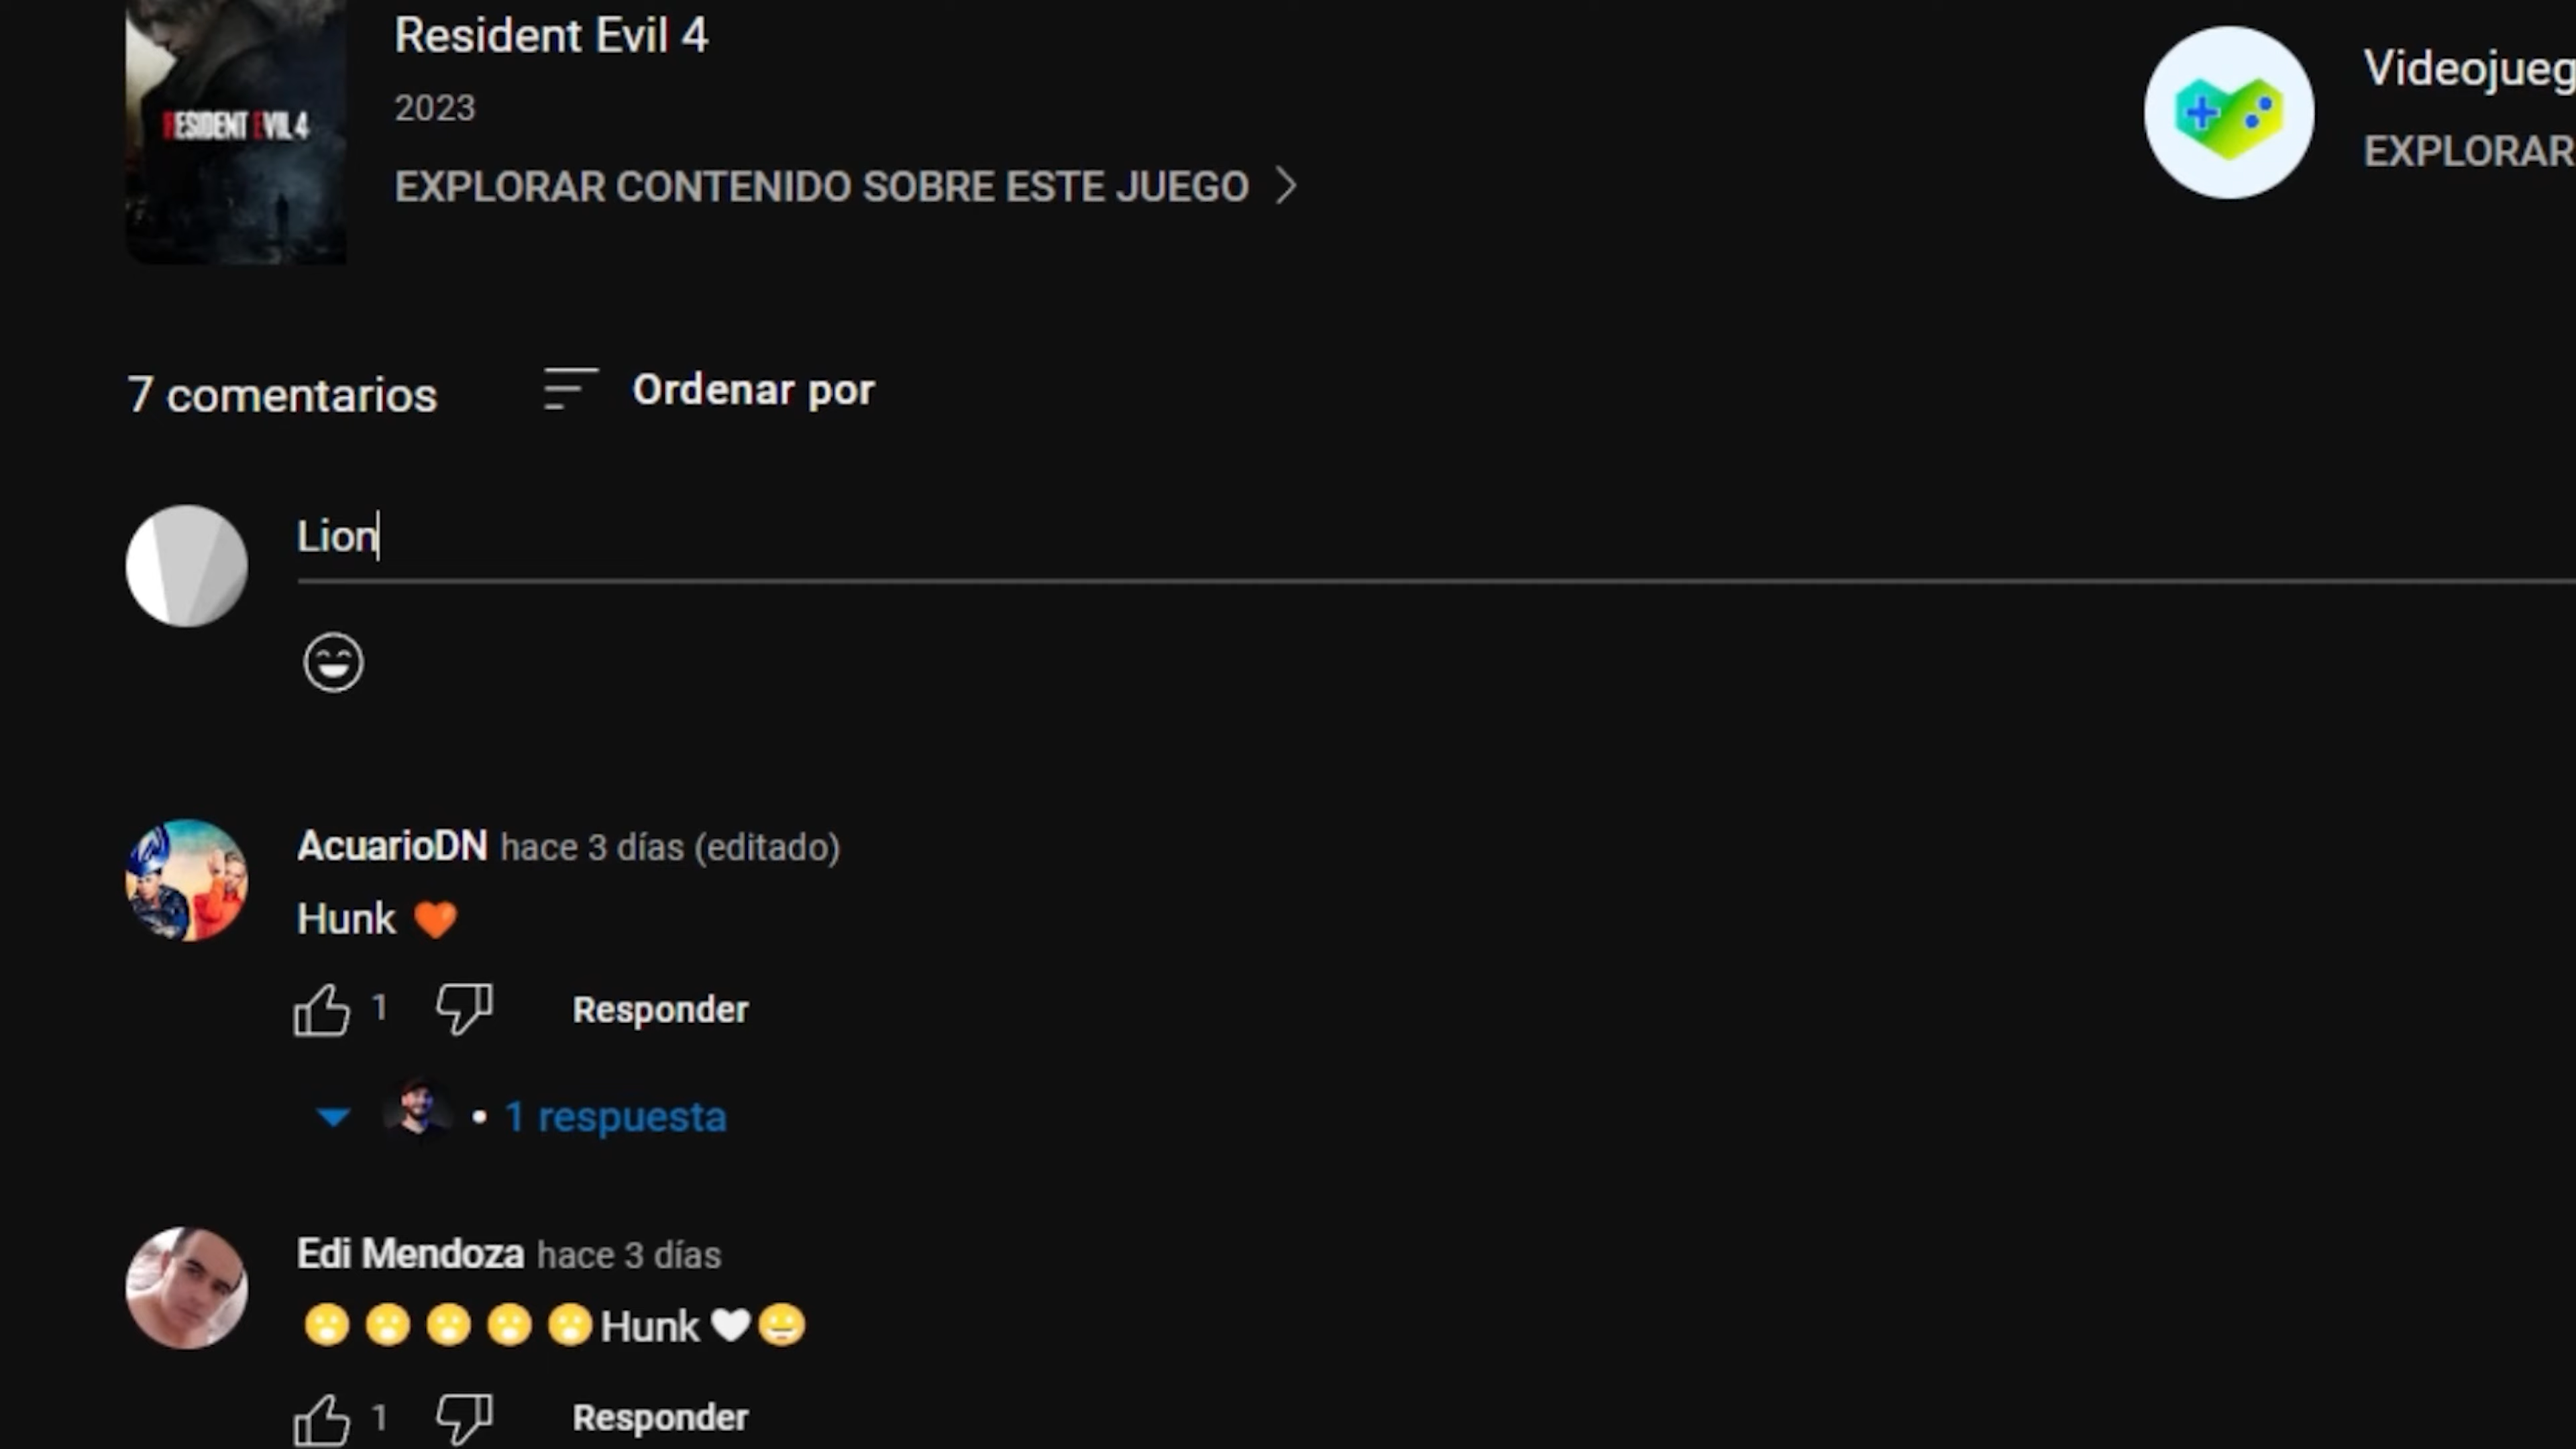 Resident Evil 4
2023
RESIDENT EVIL 4
EXPLORAR CONTENIDO SOBRE ESTE JUEGO
Videojueg
EXPLORAR
7 comentarios
Ordenar por
Lion
AcuarioDN hace 3 días (editado)
Hunk 🧡
1
Responder
• 1 respuesta
Edi Mendoza hace 3 días
😮😮😮😮😮Hunk🤍😀
1
Responder